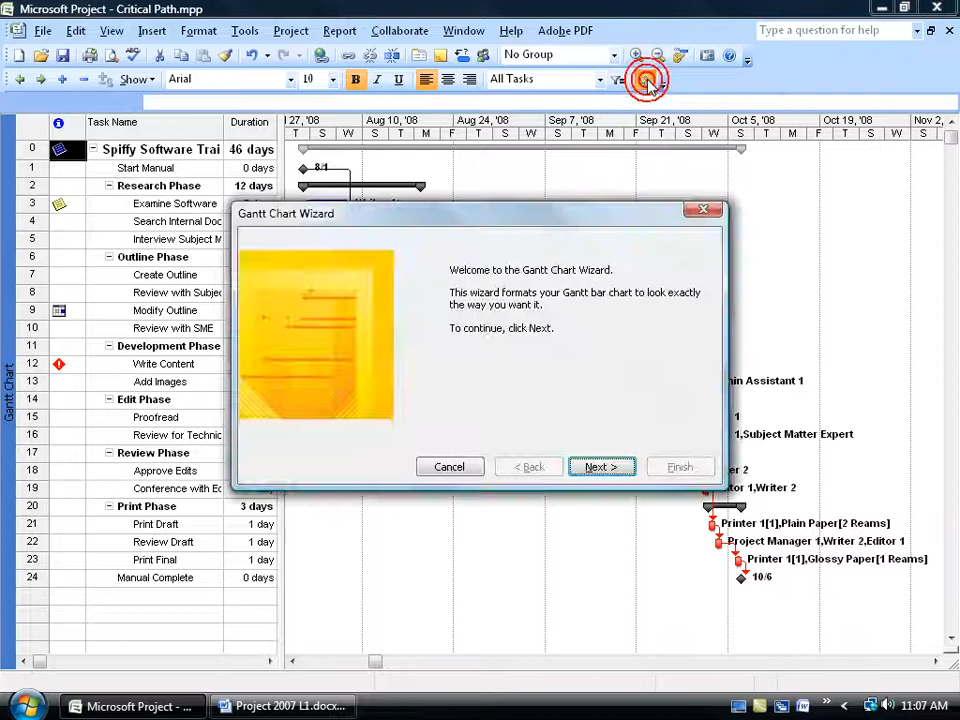 Microsoft Project - Critical Path.mpp
File Edit View Insert Format Tools Project Report Collaborate Window Help Adobe PDF
Type a question for help
No Group
Show Arial 10 B I U All Tasks
27, '08 Aug 10, '08 Aug 24, '08 Sep 7, '08 Sep 21, '08 Oct 5, '08 Oct 19, '08 Nov 2,
Task Name Duration
T S W F M T S W F M T S W F M T S W F M T S W F S
0 Spiffy Software Trai 46 days
1 Start Manual 0 days 8/1
2 Research Phase 12 days
3 Examine Software
4 Search Internal Doc
5 Interview Subject M
6 Outline Phase
7 Create Outline
8 Review with Subje
9 Modify Outline
10 Review with SME
11 Development Phase
12 Write Content
13 Add Images min Assistant 1
14 Edit Phase
15 Proofread 1
16 Review for Technic 1,Subject Matter Expert
17 Review Phase
18 Approve Edits er 2
19 Conference with Ec itor 1,Writer 2
20 Print Phase 3 days
21 Print Draft 1 day Printer 1[1],Plain Paper[2 Reams]
22 Review Draft 1 day Project Manager 1,Writer 2,Editor 1
23 Print Final 1 day Printer 1[1],Glossy Paper[1 Reams]
24 Manual Complete 0 days 10/6
Gantt Chart
Gantt Chart Wizard
Welcome to the Gantt Chart Wizard.
This wizard formats your Gantt bar chart to look exactly
the way you want it.
To continue, click Next.
Cancel < Back Next > Finish
Microsoft Project - ... Project 2007 L1.docx... 11:07 AM